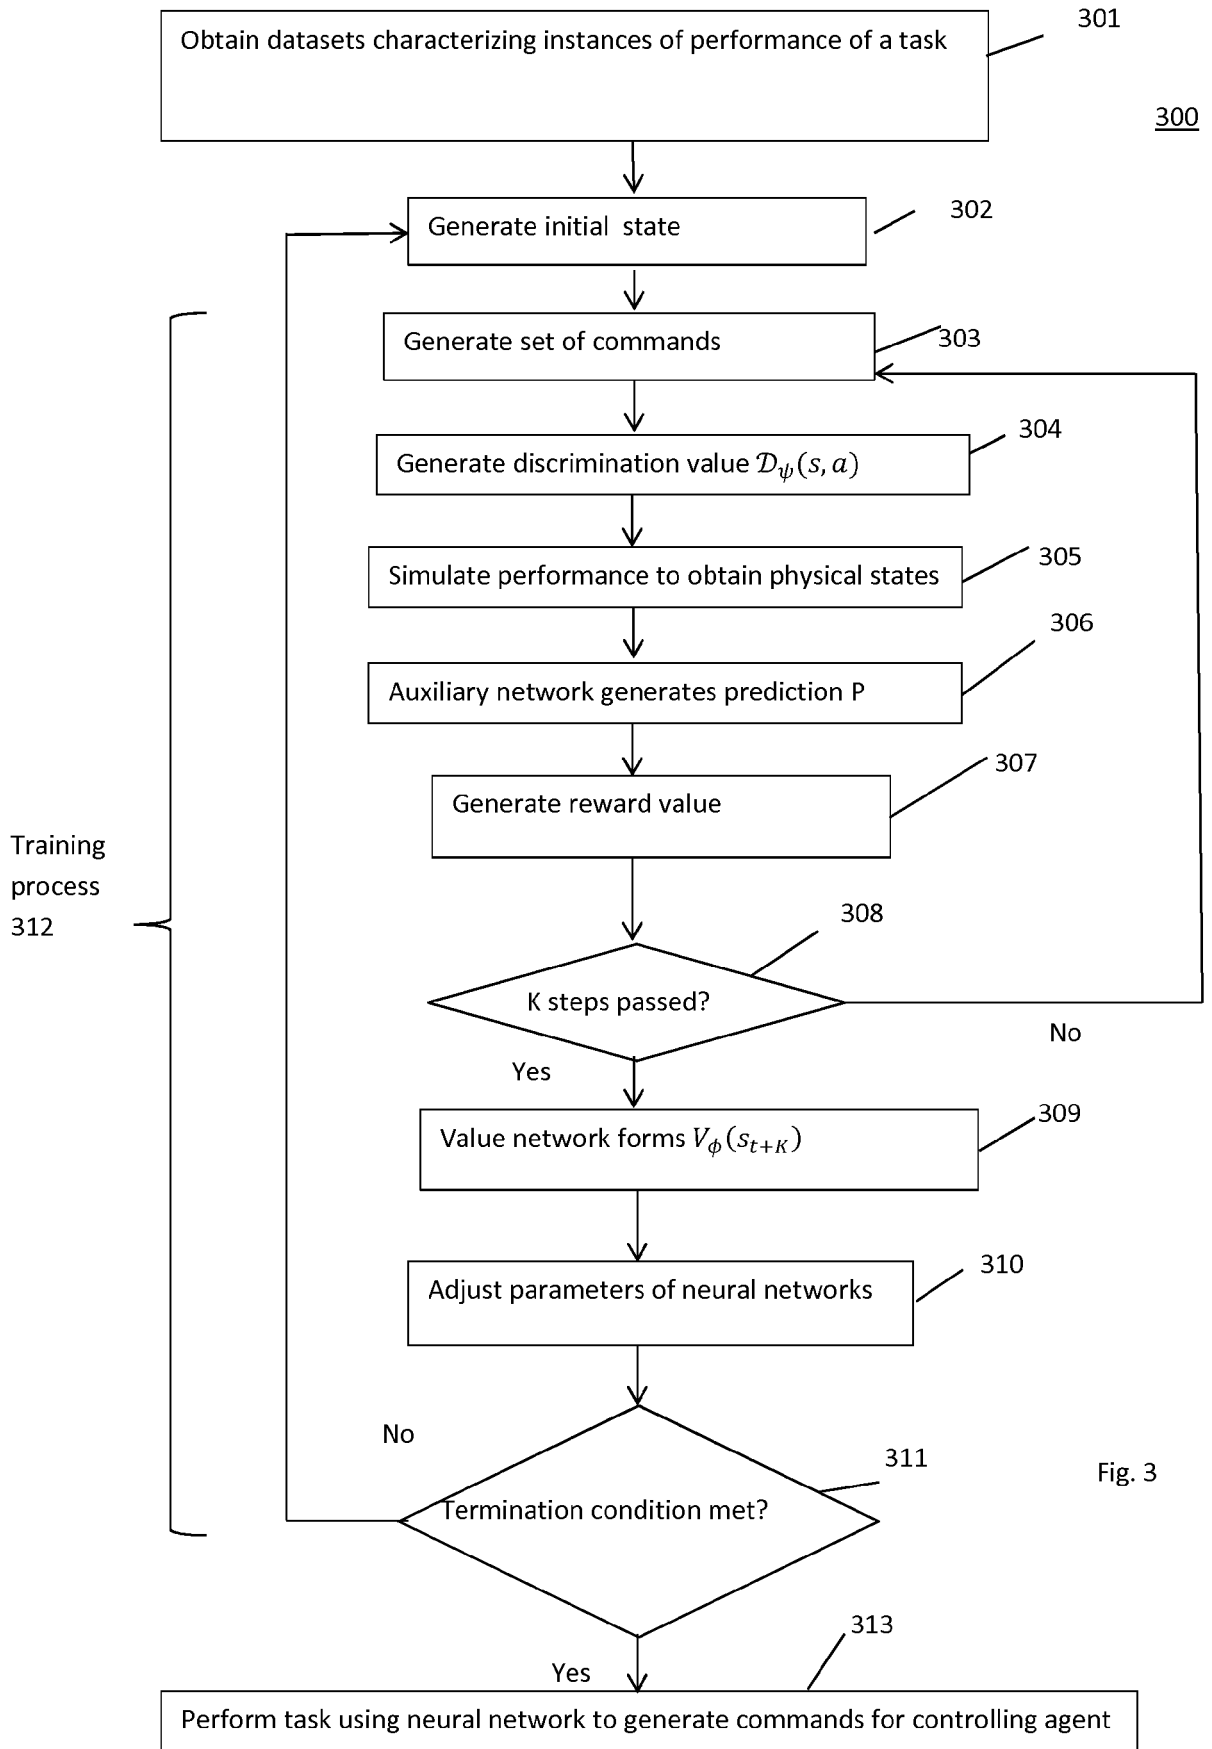 301
Obtain datasets characterizing instances of performance of a task
300
302
Generate initial state
303
Generate set of commands
304
Generate discrimination value 𝒟ψ(s, a)
305
Simulate performance to obtain physical states
306
Auxiliary network generates prediction P
307
Generate reward value
Training
process
312
308
K steps passed?
No
Yes
309
Value network forms Vϕ(st+K)
310
Adjust parameters of neural networks
No
311
Fig. 3
Termination condition met?
313
Yes
Perform task using neural network to generate commands for controlling agent